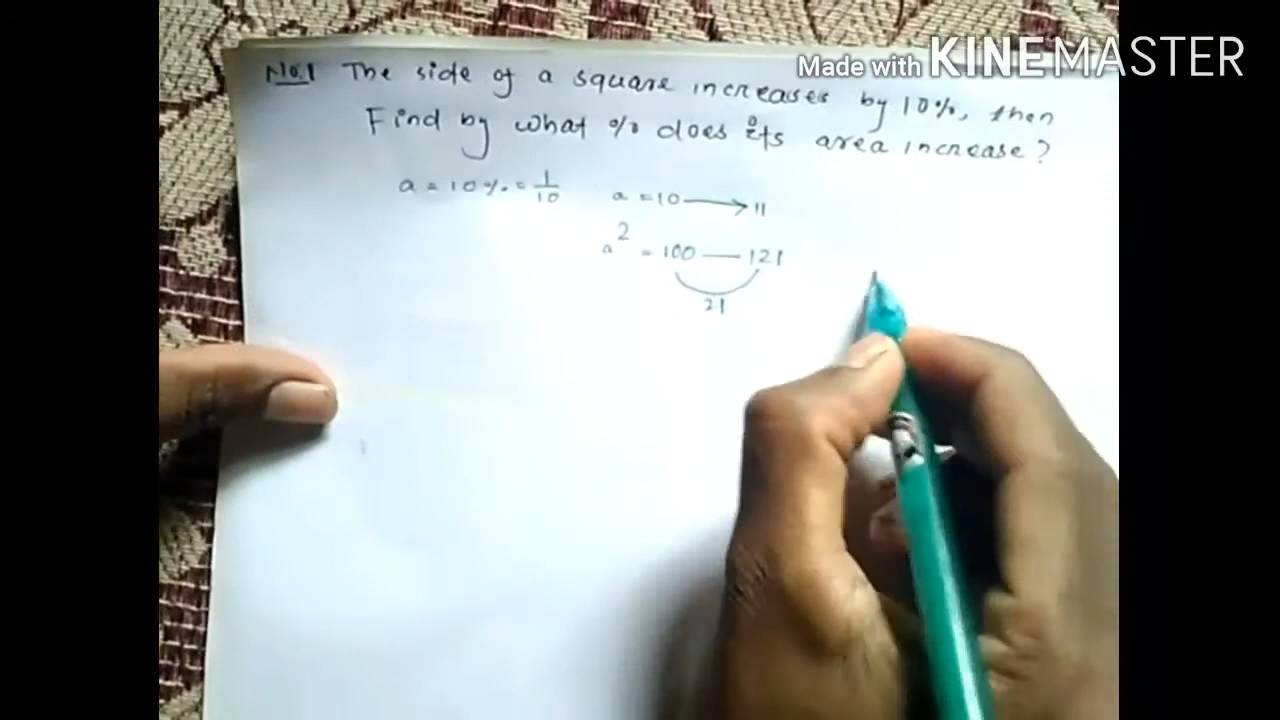 Made with KINEMASTER
No.1 The side of a square increases by 10%, then
Find by what % does its area increase?
a = 10% = 1/10
a = 10 → 11
a² = 100 — 121
21